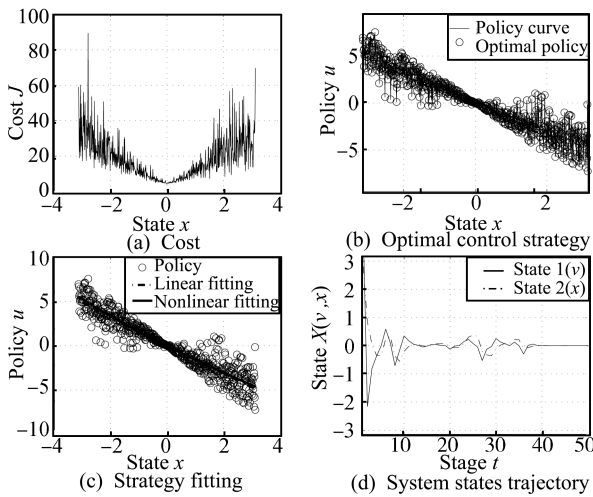 100
80
60
40
20
0
Cost J
−4
−2
0
2
4
State x
(a) Cost
Policy curve
Optimal policy
5
0
−5
Policy u
−2
0
2
State x
(b) Optimal control strategy
Policy
Linear fitting
Nonlinear fitting
10
5
0
−5
−10
Policy u
−4
−2
0
2
4
State x
(c) Strategy fitting
State 1(v)
State 2(x)
3
2
1
0
−1
−2
−3
State X(v ,x)
10
20
30
40
50
Stage t
(d) System states trajectory